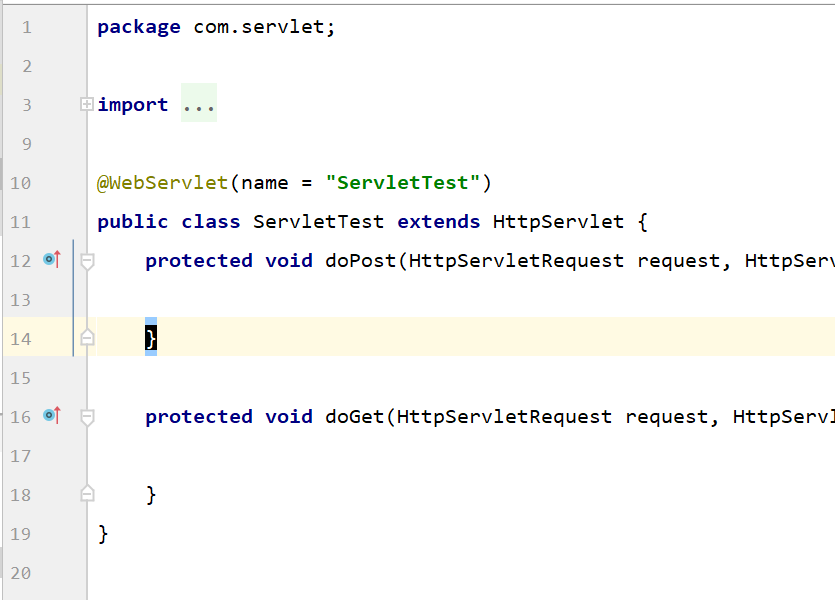 1 package com.servlet;
2
3 import ...
9
10 @WebServlet(name = "ServletTest")
11 public class ServletTest extends HttpServlet {
12 protected void doPost(HttpServletRequest request, HttpServ
13
14 }
15
16 protected void doGet(HttpServletRequest request, HttpServl
17
18 }
19 }
20